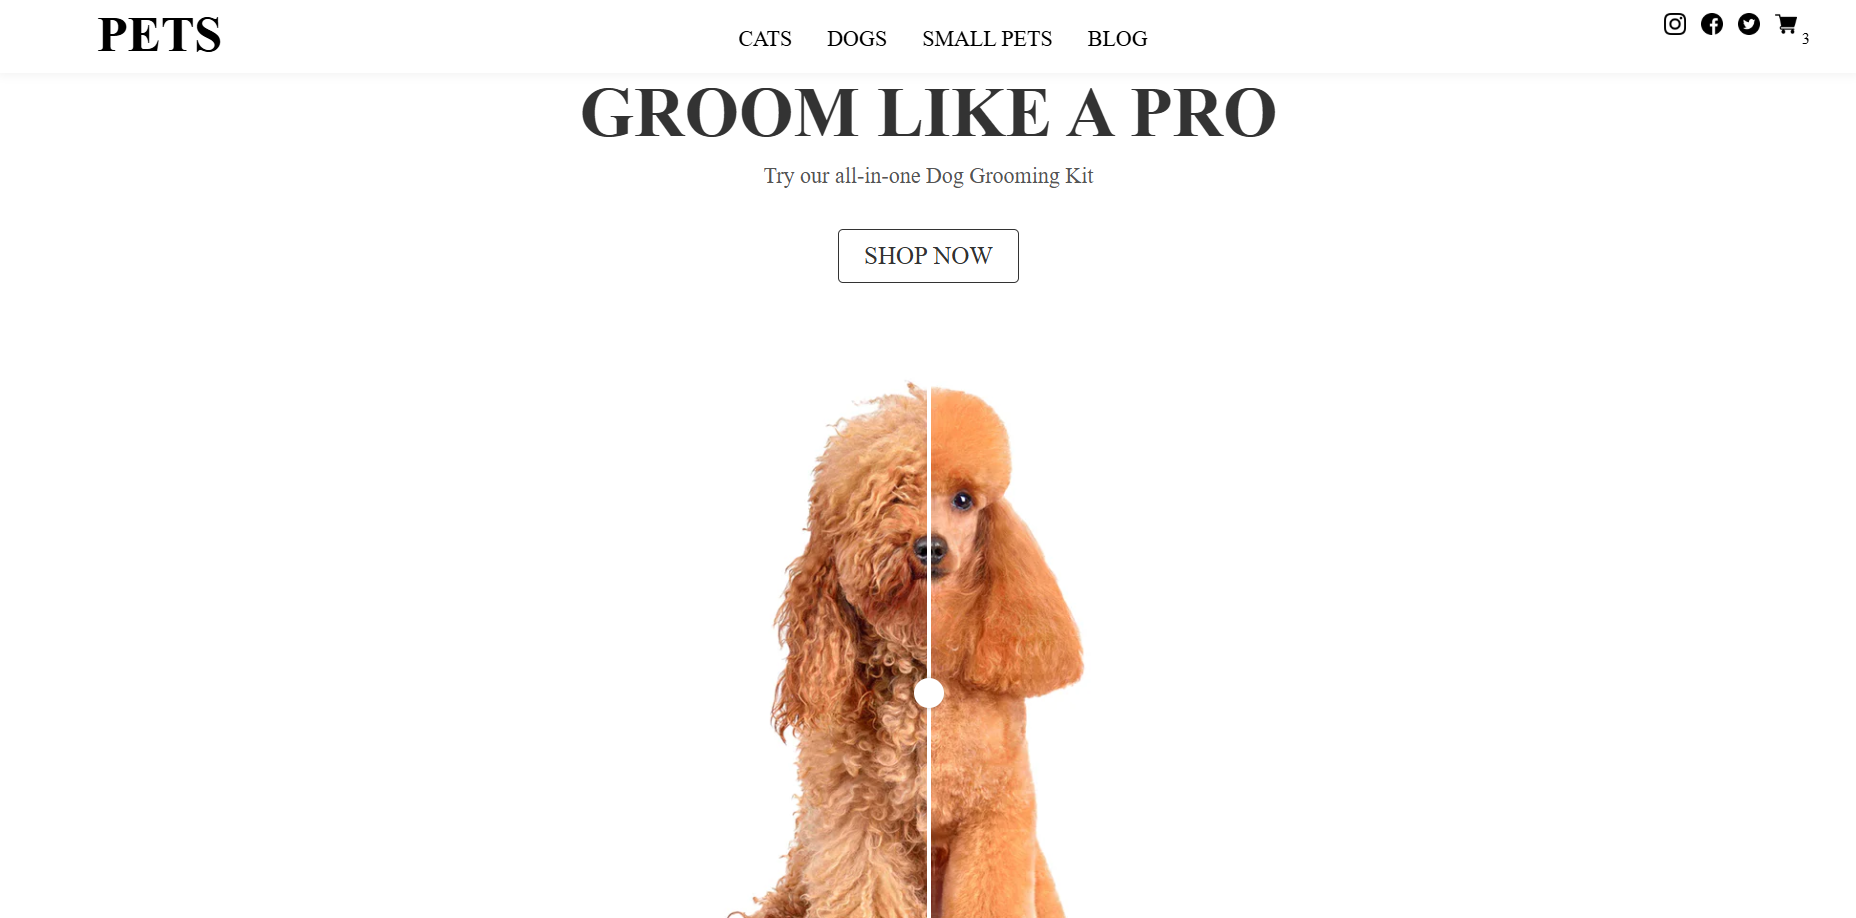 PETS
CATS DOGS SMALL PETS BLOG
3
GROOM LIKE A PRO
Try our all-in-one Dog Grooming Kit
SHOP NOW